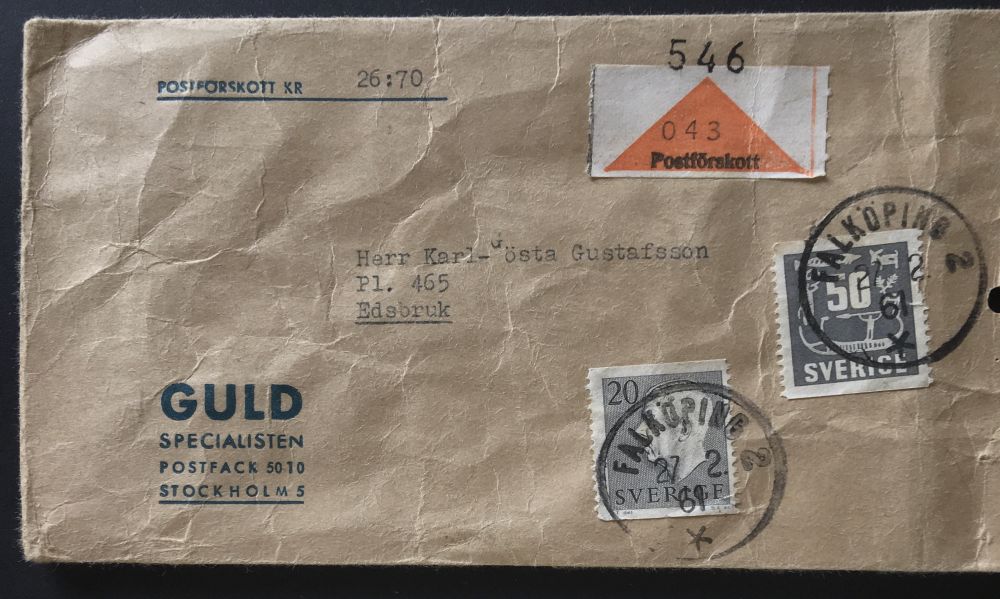 546
POSTFÖRSKOTT KR 26:70
043
Postförskott
Herr Karl-Gösta Gustafsson
Pl. 465
Edsbruk
FALKÖPING 2
27 2.
61
50
SVERIGE
GULD
SPECIALISTEN
POSTFACK 5010
STOCKHOLM 5
20
FALKÖPING 2
27 2.
61
SVERIGE